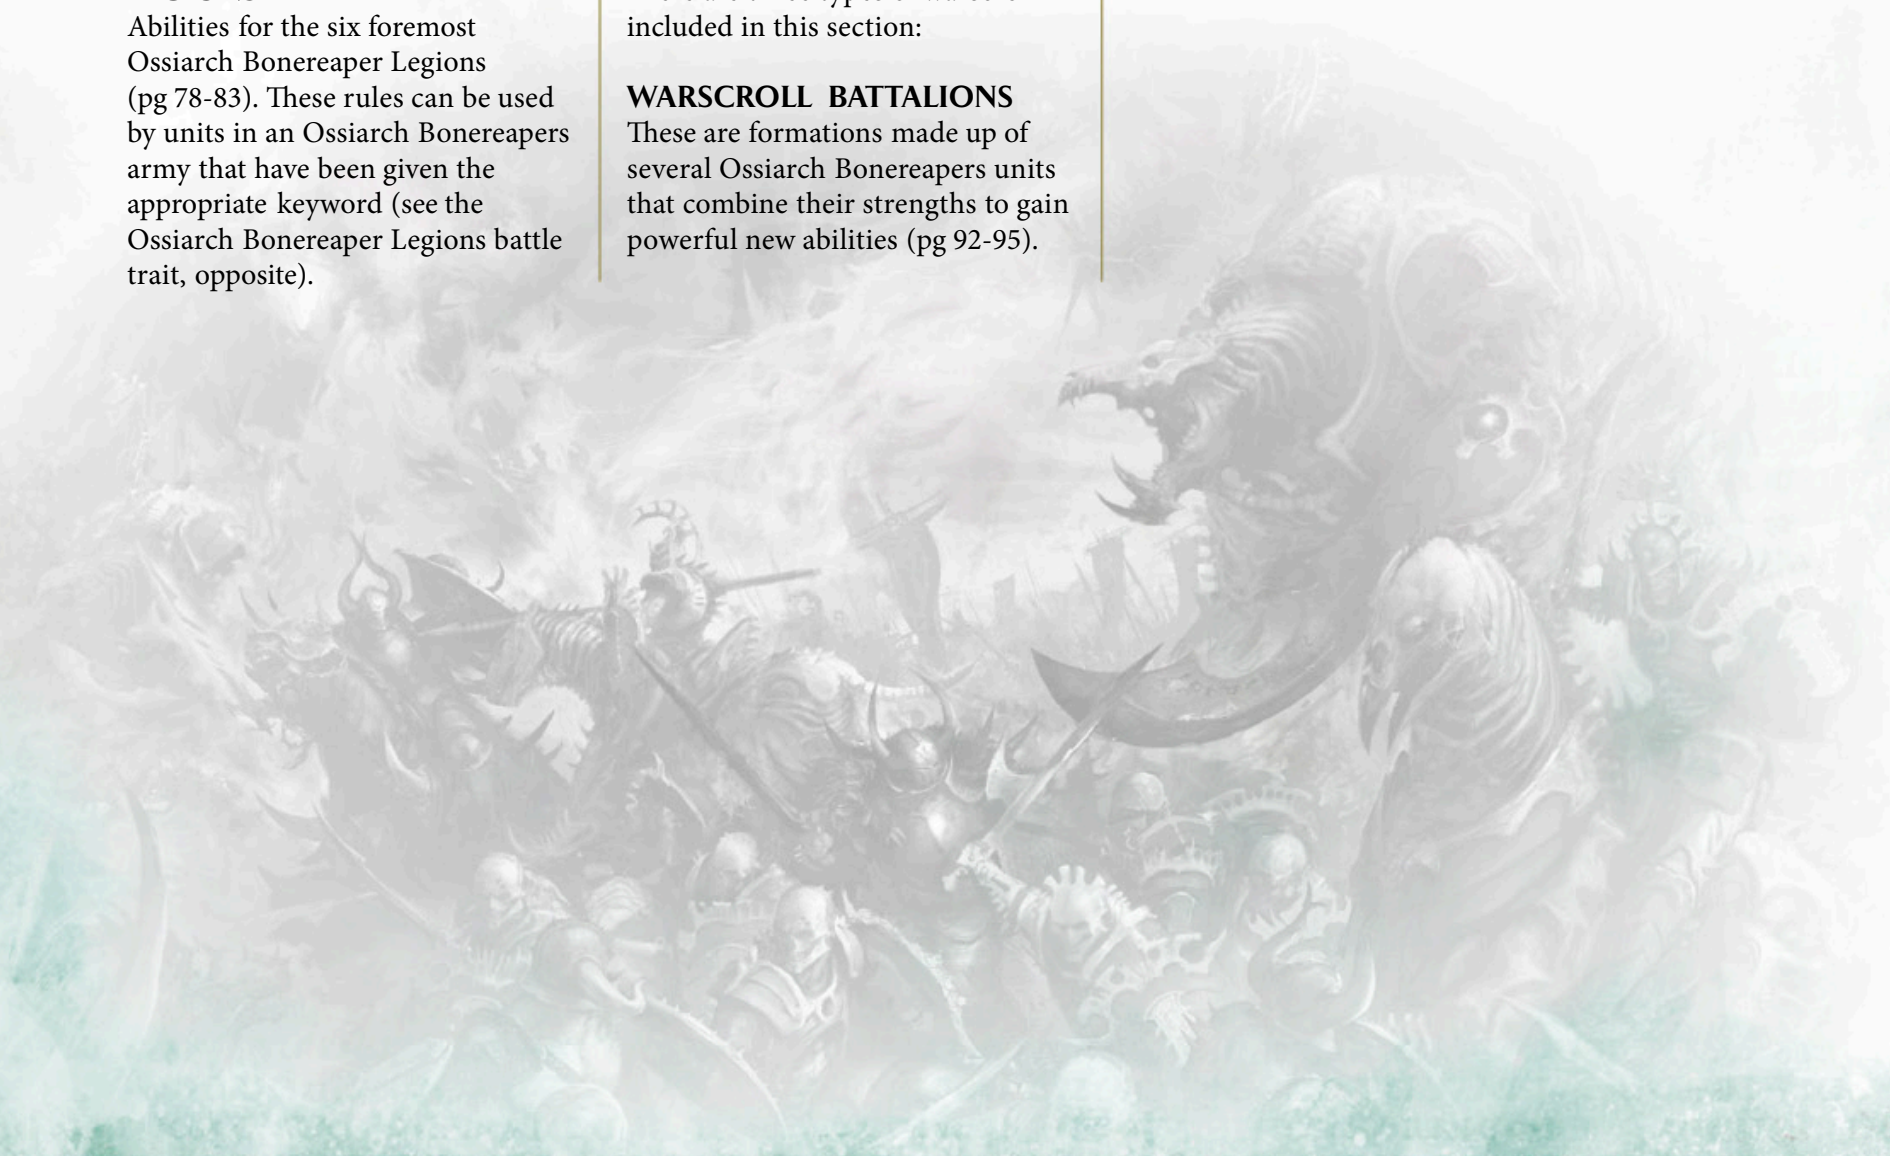 Abilities for the six foremost
Ossiarch Bonereaper Legions
(pg 78-83). These rules can be used
by units in an Ossiarch Bonereapers
army that have been given the
appropriate keyword (see the
Ossiarch Bonereaper Legions battle
trait, opposite).
included in this section:
WARSCROLL BATTALIONS
These are formations made up of
several Ossiarch Bonereapers units
that combine their strengths to gain
powerful new abilities (pg 92-95).